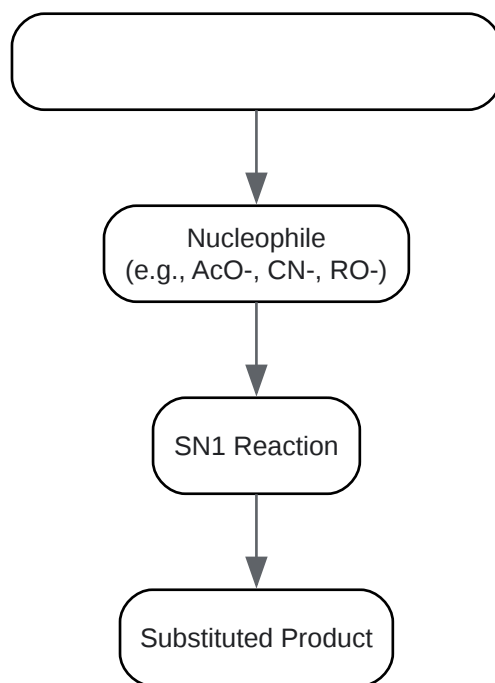 Nucleophile
(e.g., AcO-, CN-, RO-)
SN1 Reaction
Substituted Product